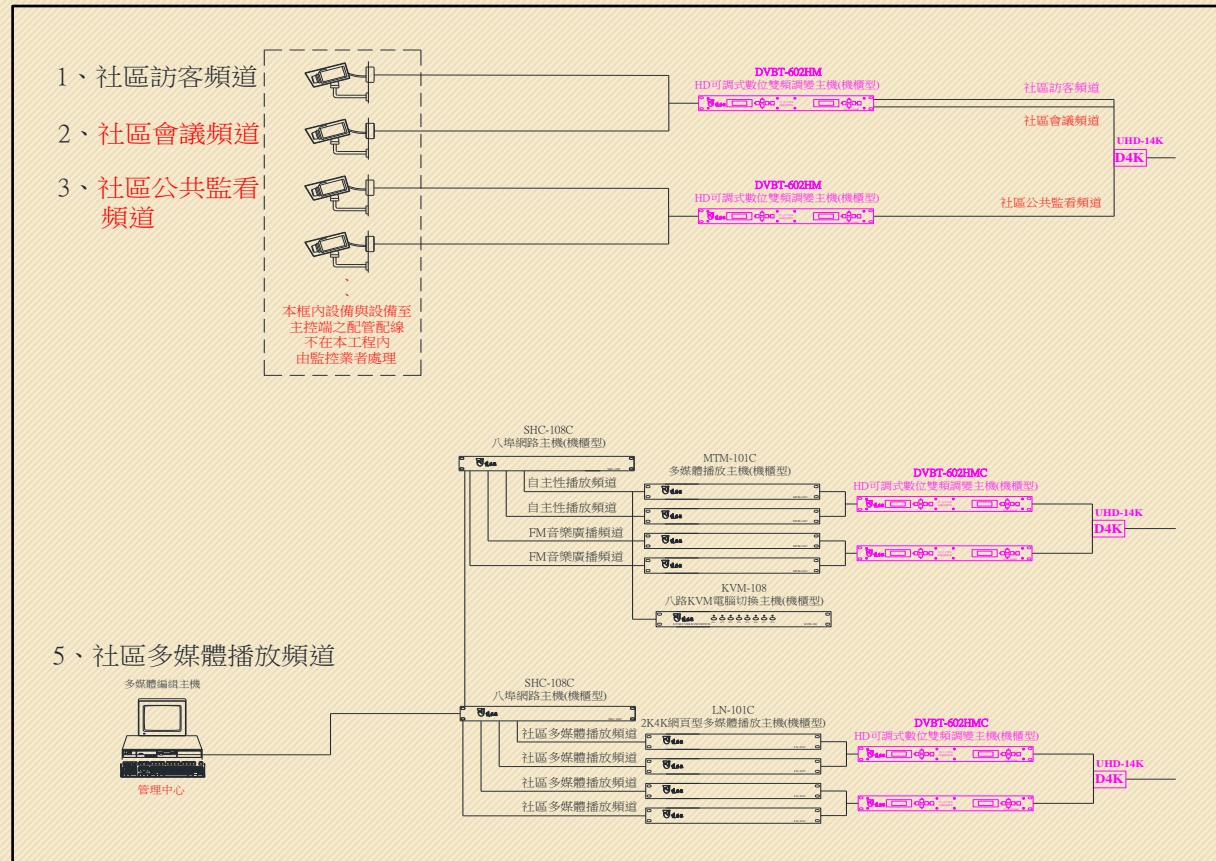 1、社區訪客頻道
2、社區會議頻道
3、社區公共監看
頻道
、
、
本框內設備與設備至
主控端之配管配線
不在本工程內
由監控業者處理
DVBT-602HM
HD可調式數位雙頻調變主機(機櫃型)
社區訪客頻道
社區會議頻道
UHD-14K
D4K
DVBT-602HM
HD可調式數位雙頻調變主機(機櫃型)
社區公共監看頻道
SHC-108C
八埠網路主機(機櫃型)
自主性播放頻道
自主性播放頻道
FM音樂廣播頻道
FM音樂廣播頻道
MTM-101C
多媒體播放主機(機櫃型)
DVBT-602HMC
HD可調式數位雙頻調變主機(機櫃型)
UHD-14K
D4K
KVM-108
八路KVM電腦切換主機(機櫃型)
5、社區多媒體播放頻道
多媒體編緝主機
管理中心
SHC-108C
八埠網路主機(機櫃型)
社區多媒體播放頻道
社區多媒體播放頻道
社區多媒體播放頻道
社區多媒體播放頻道
LN-101C
2K4K網頁型多媒體播放主機(機櫃型)
DVBT-602HMC
HD可調式數位雙頻調變主機(機櫃型)
UHD-14K
D4K